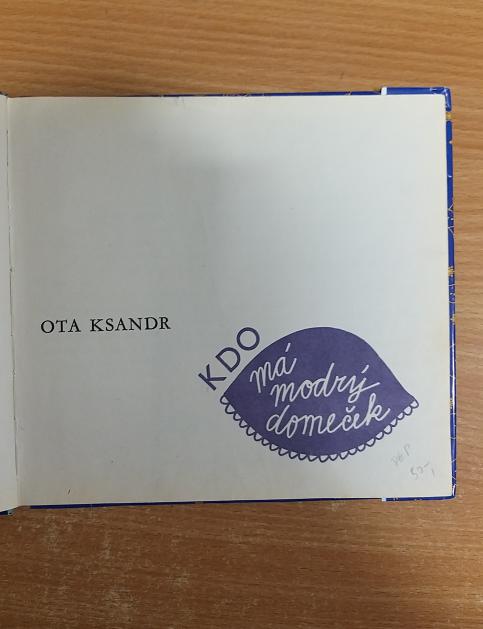 OTA KSANDR
KDO
má
modrý
domeček